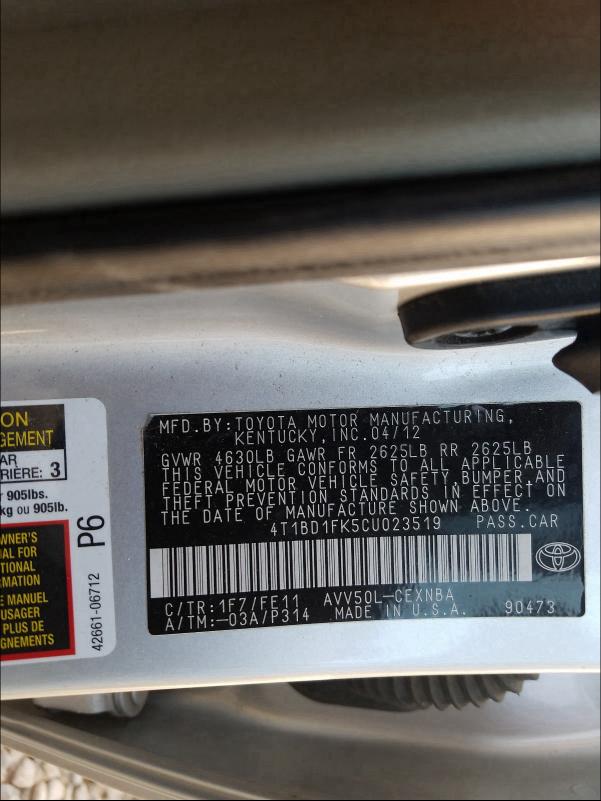 ON
GEMENT
AR
RIÈRE: 3
905lbs.
kg ou 905lb.
WNER'S
AL FOR
TIONAL
RMATION
E MANUEL
USAGER
PLUS DE
GNEMENTS
P6
42661-06712
MFD. BY: TOYOTA MOTOR MANUFACTURING,
KENTUCKY, INC. 04/12
GVWR 4630LB GAWR FR 2625LB RR 2625LB
THIS VEHICLE CONFORMS TO ALL APPLICABLE
FEDERAL MOTOR VEHICLE SAFETY, BUMPER, AND
THEFT PREVENTION STANDARDS IN EFFECT ON
THE DATE OF MANUFACTURE SHOWN ABOVE.
4T1BD1FK5CU023519 PASS. CAR
C/TR: 1F7/FE11 AVV50L-CEXNBA
A/TM: -03A/P314 MADE IN U.S.A. 90473